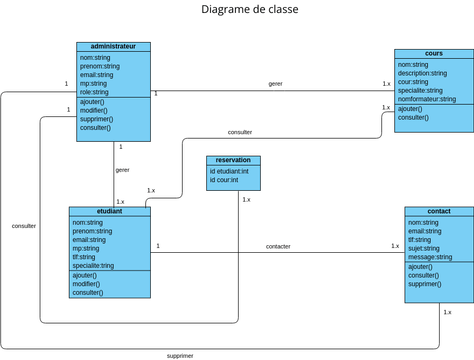 Diagrame de classe
administrateur
nom:string
prenom:string
email:string
mp:string
role:string
ajouter()
modifier()
supprimer()
consulter()
cours
nom:string
description:string
cour:string
specialite:string
nomformateur:string
ajouter()
consulter()
1
1
1
gerer
1.x
1.x
consulter
1
gerer
1.x
1.x
reservation
id etudiant:int
id cour:int
1.x
etudiant
nom:string
prenom:string
email:string
mp:string
tlf:string
specialite:tring
ajouter()
modifier()
consulter()
consulter
1
contacter
1.x
contact
nom:string
email:string
tlf:string
sujet:string
message:string
ajouter()
consulter()
supprimer()
1.x
supprimer